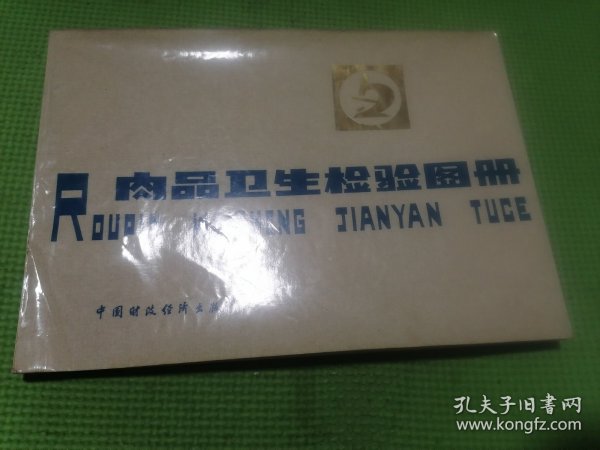 肉品卫生检验图册
ROUPIN WEISHENG JIANYAN TUCE
中国财政经济出版
孔夫子旧书网
www.kongfz.com